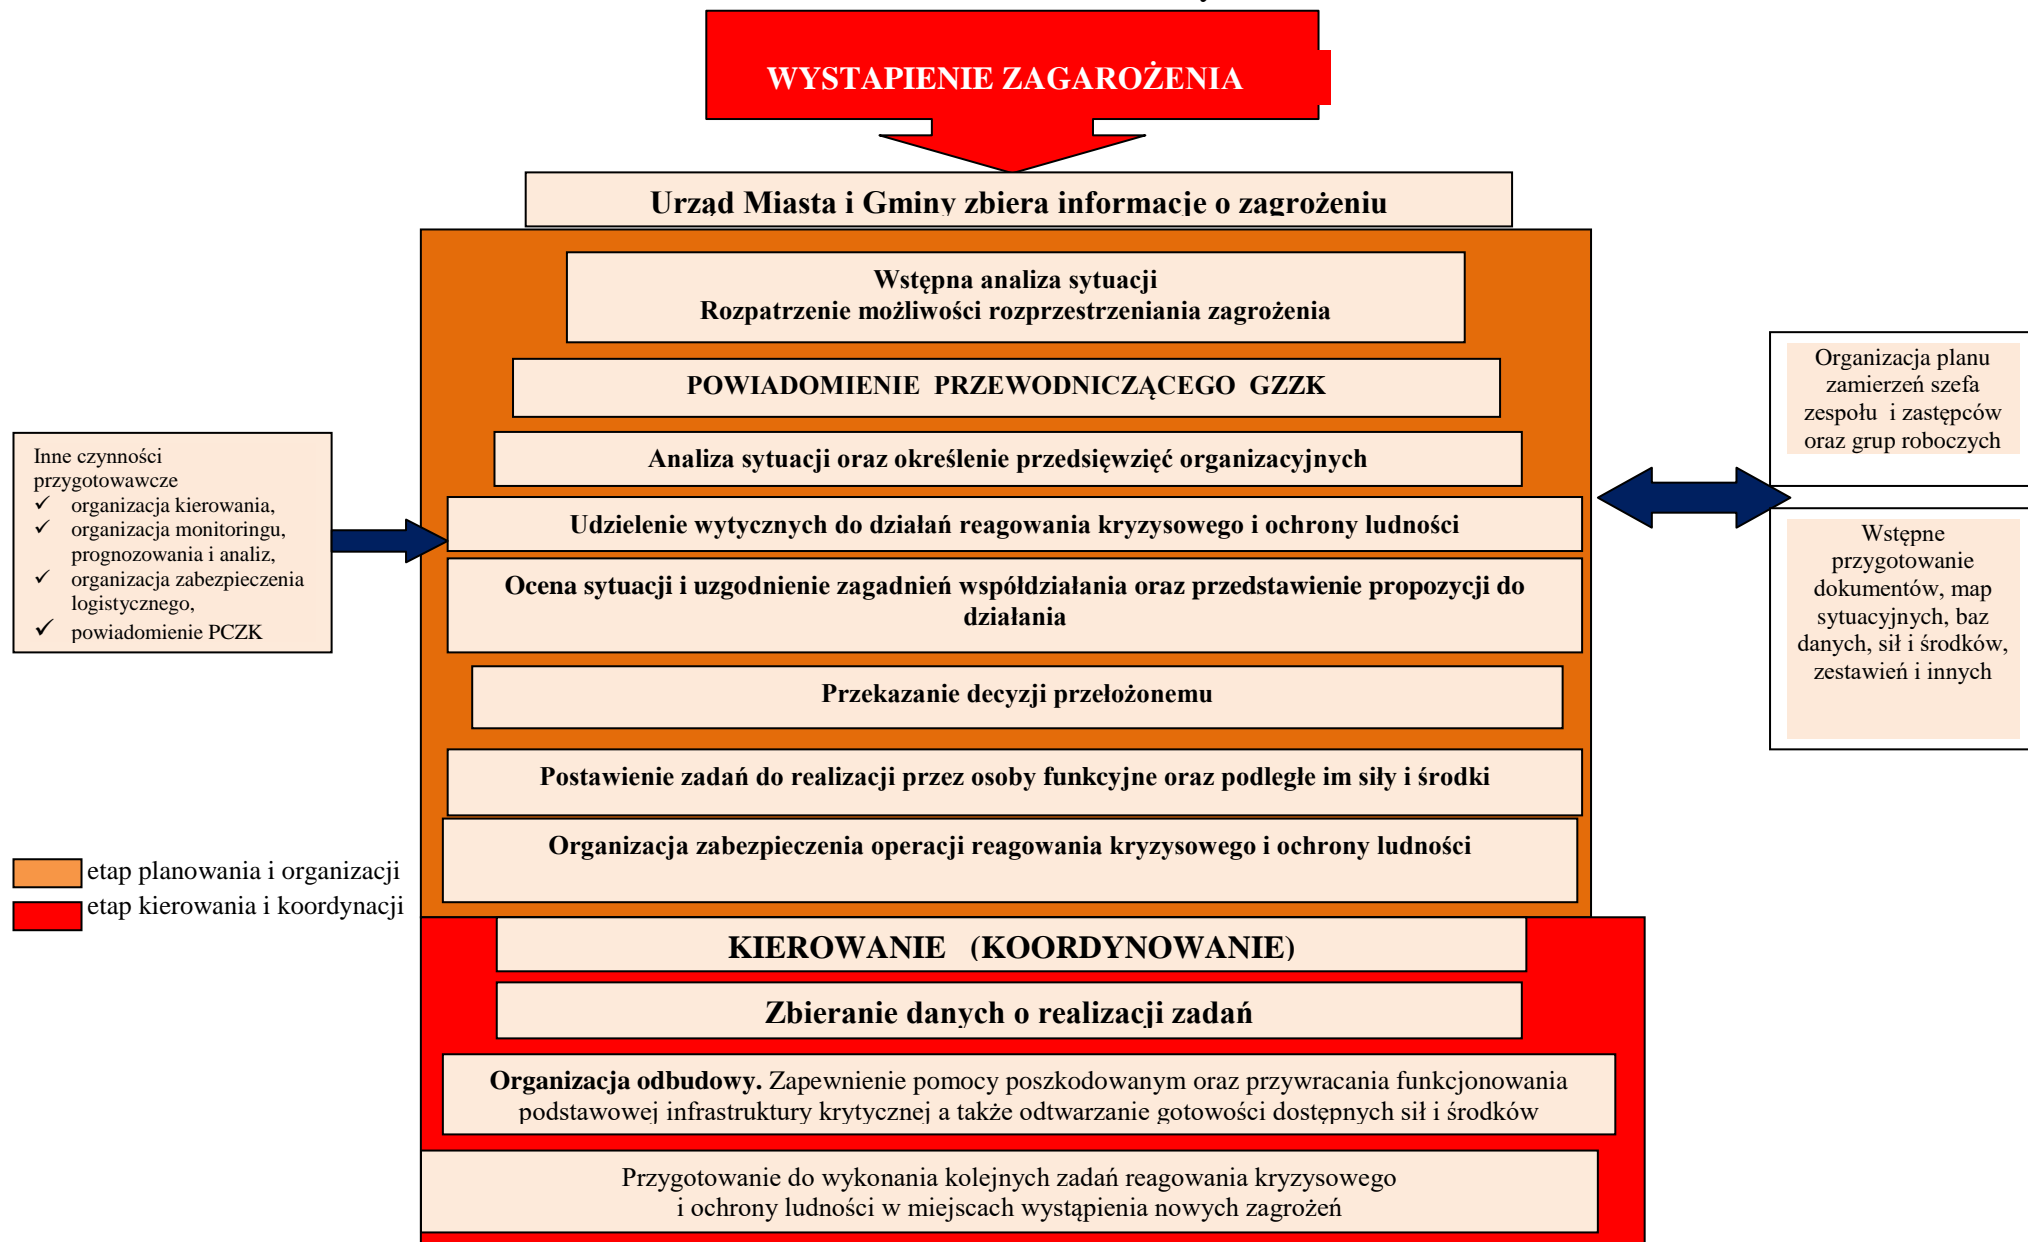 WYSTAPIENIE ZAGAROŻENIA
Urząd Miasta i Gminy zbiera informacje o zagrożeniu
Wstępna analiza sytuacji
Rozpatrzenie możliwości rozprzestrzeniania zagrożenia
POWIADOMIENIE PRZEWODNICZĄCEGO GZZK
Analiza sytuacji oraz określenie przedsięwzięć organizacyjnych
Udzielenie wytycznych do działań reagowania kryzysowego i ochrony ludności
Ocena sytuacji i uzgodnienie zagadnień współdziałania oraz przedstawienie propozycji do
działania
Przekazanie decyzji przełożonemu
Postawienie zadań do realizacji przez osoby funkcyjne oraz podległe im siły i środki
Organizacja zabezpieczenia operacji reagowania kryzysowego i ochrony ludności
Inne czynności
przygotowawcze
✓ organizacja kierowania,
✓ organizacja monitoringu,
prognozowania i analiz,
✓ organizacja zabezpieczenia
logistycznego,
✓ powiadomienie PCZK
Organizacja planu
zamierzeń szefa
zespołu i zastępców
oraz grup roboczych
Wstępne
przygotowanie
dokumentów, map
sytuacyjnych, baz
danych, sił i środków,
zestawień i innych
etap planowania i organizacji
etap kierowania i koordynacji
KIEROWANIE (KOORDYNOWANIE)
Zbieranie danych o realizacji zadań
Organizacja odbudowy. Zapewnienie pomocy poszkodowanym oraz przywracania funkcjonowania
podstawowej infrastruktury krytycznej a także odtwarzanie gotowości dostępnych sił i środków
Przygotowanie do wykonania kolejnych zadań reagowania kryzysowego
i ochrony ludności w miejscach wystąpienia nowych zagrożeń